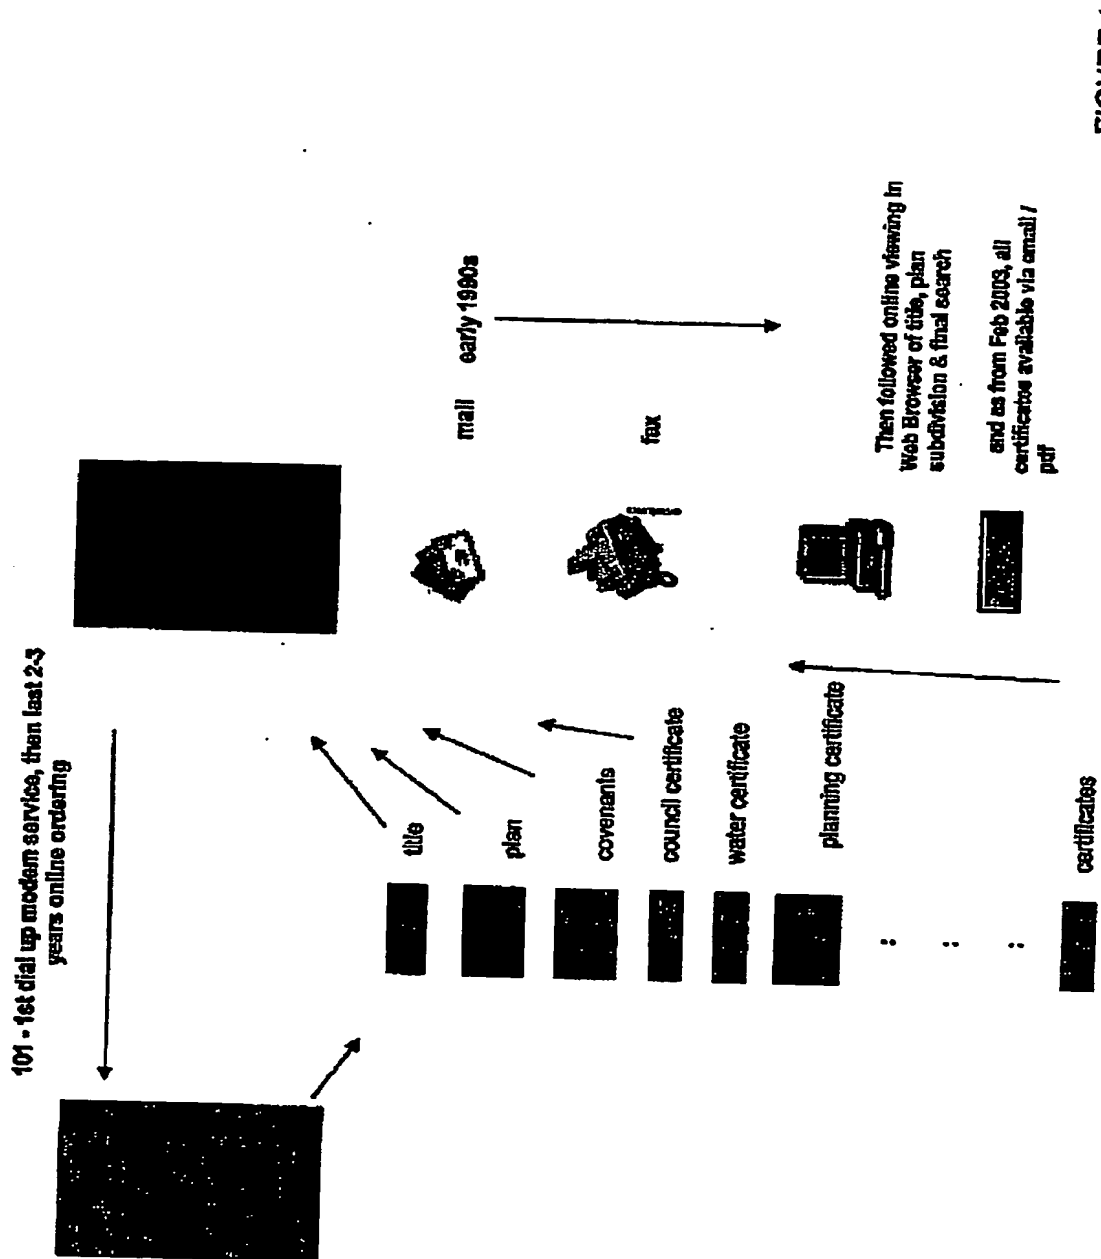 101 - 1st dial up modem service, then last 2-3
years online ordering
title
plan
covenants
council certificate
water certificate
planning certificate
certificates
mail early 1990s
fax
Then followed online viewing in
Web Browser of title, plan
subdivision & final search
and as from Feb 2003, all
certificates available via email /
pdf